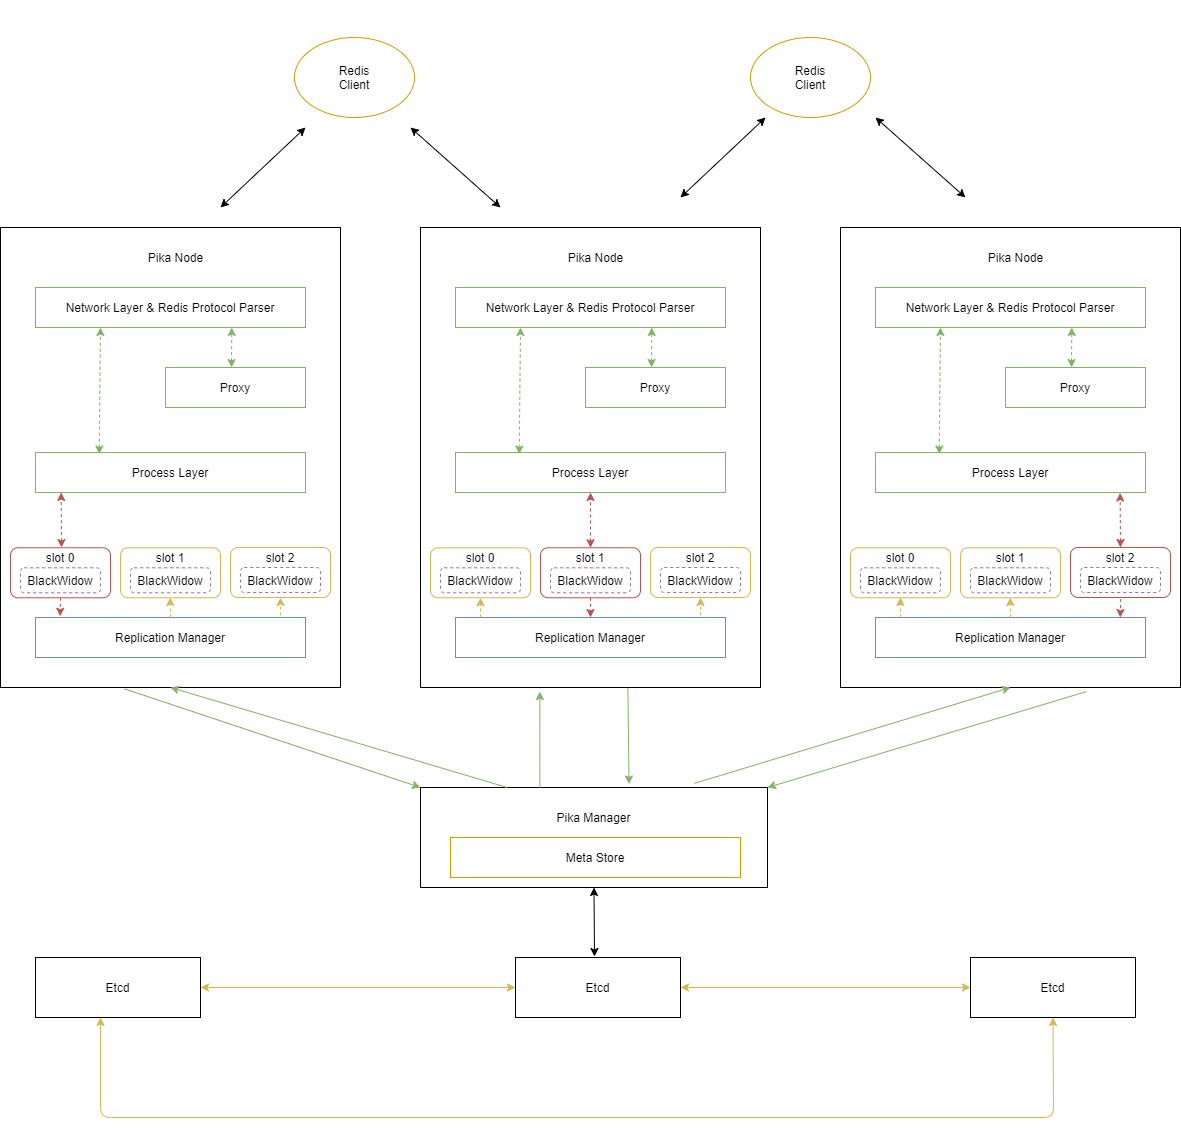 Redis
Client
Redis
Client
Pika Node
Pika Node
Pika Node
Network Layer & Redis Protocol Parser
Network Layer & Redis Protocol Parser
Network Layer & Redis Protocol Parser
Proxy
Proxy
Proxy
Process Layer
Process Layer
Process Layer
slot 0
slot 1
slot 2
slot 0
slot 1
slot 2
slot 0
slot 1
slot 2
BlackWidow
BlackWidow
BlackWidow
BlackWidow
BlackWidow
BlackWidow
BlackWidow
BlackWidow
BlackWidow
Replication Manager
Replication Manager
Replication Manager
Pika Manager
Meta Store
Etcd
Etcd
Etcd